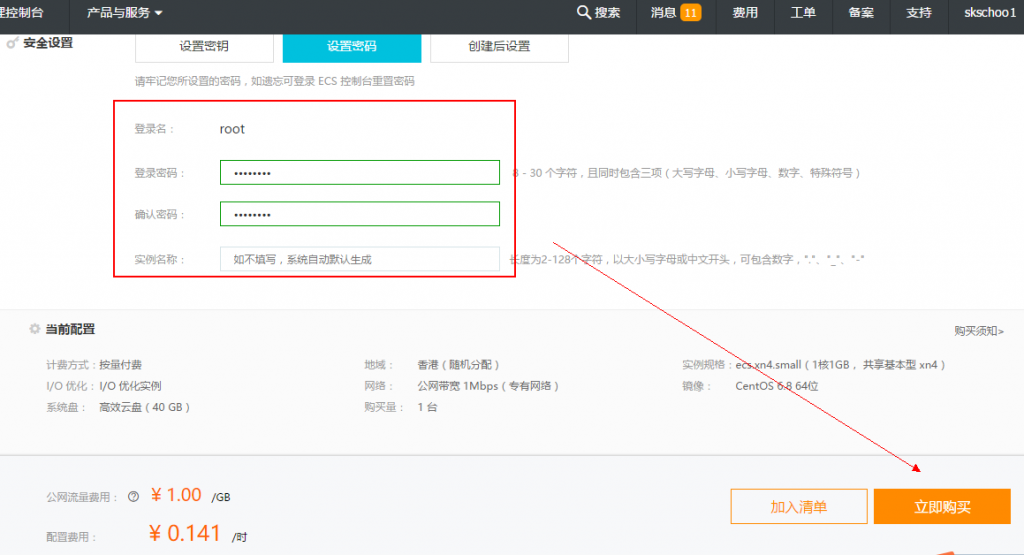 理控制台 产品与服务 搜索 消息 11 费用 工单 备案 支持 skschoo1
安全设置 设置密钥 设置密码 创建后设置
请牢记您所设置的密码，如遗忘可登录 ECS 控制台重置密码
登录名： root
登录密码： •••••••• 8 - 30 个字符，且同时包含三项（大写字母、小写字母、数字、特殊符号）
确认密码： ••••••••
实例名称： 如不填写，系统自动默认生成 长度为2-128个字符，以大小写字母或中文开头，可包含数字，"."、"_"、"-"
当前配置 购买须知>
计费方式：按量付费 地域： 香港（随机分配） 实例规格：ecs.xn4.small（1核1GB， 共享基本型 xn4）
I/O 优化：I/O 优化实例 网络： 公网带宽 1Mbps（专有网络） 镜像： CentOS 6.8 64位
系统盘： 高效云盘（40 GB） 购买量： 1 台
公网流量费用： ? ¥ 1.00 /GB 加入清单 立即购买
配置费用： ¥ 0.141 /时